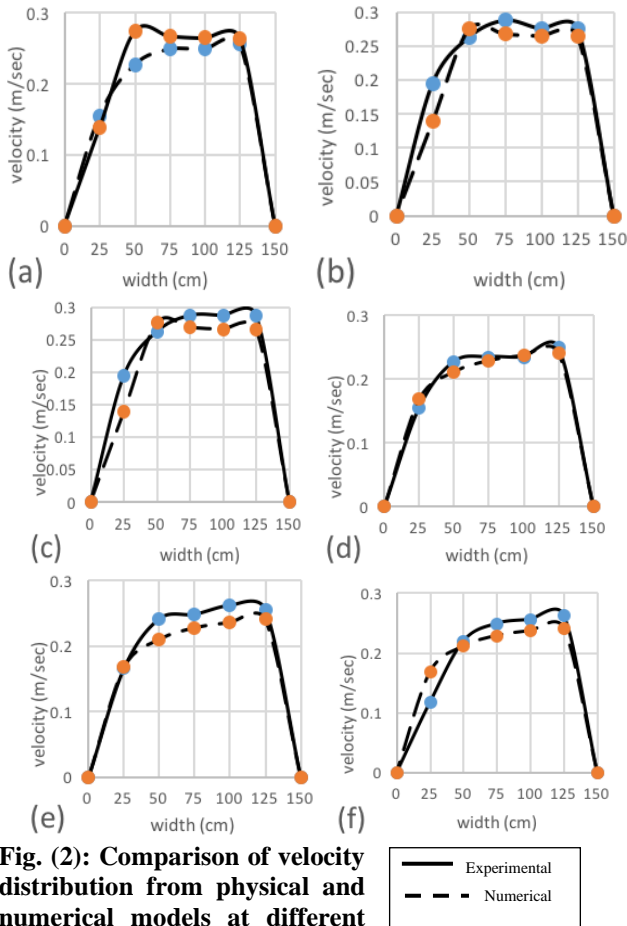 velocity (m/sec)
0.3
0.2
0.1
0
0 25 50 75 100 125 150
width (cm)
(a)
velocity (m/sec)
0.3
0.25
0.2
0.15
0.1
0.05
0
0 25 50 75 100 125 150
width (cm)
(b)
velocity (m/sec)
0.3
0.25
0.2
0.15
0.1
0.05
0
0 25 50 75 100 125 150
width (cm)
(c)
velocity (m/sec)
0.3
0.2
0.1
0
0 25 50 75 100 125 150
width (cm)
(d)
velocity (m/sec)
0.3
0.2
0.1
0
0 25 50 75 100 125 150
width (cm)
(e)
velocity (m/sec)
0.3
0.2
0.1
0
0 25 50 75 100 125 150
width (cm)
(f)
Fig. (2): Comparison of velocity
distribution from physical and
numerical models at different
Experimental
Numerical